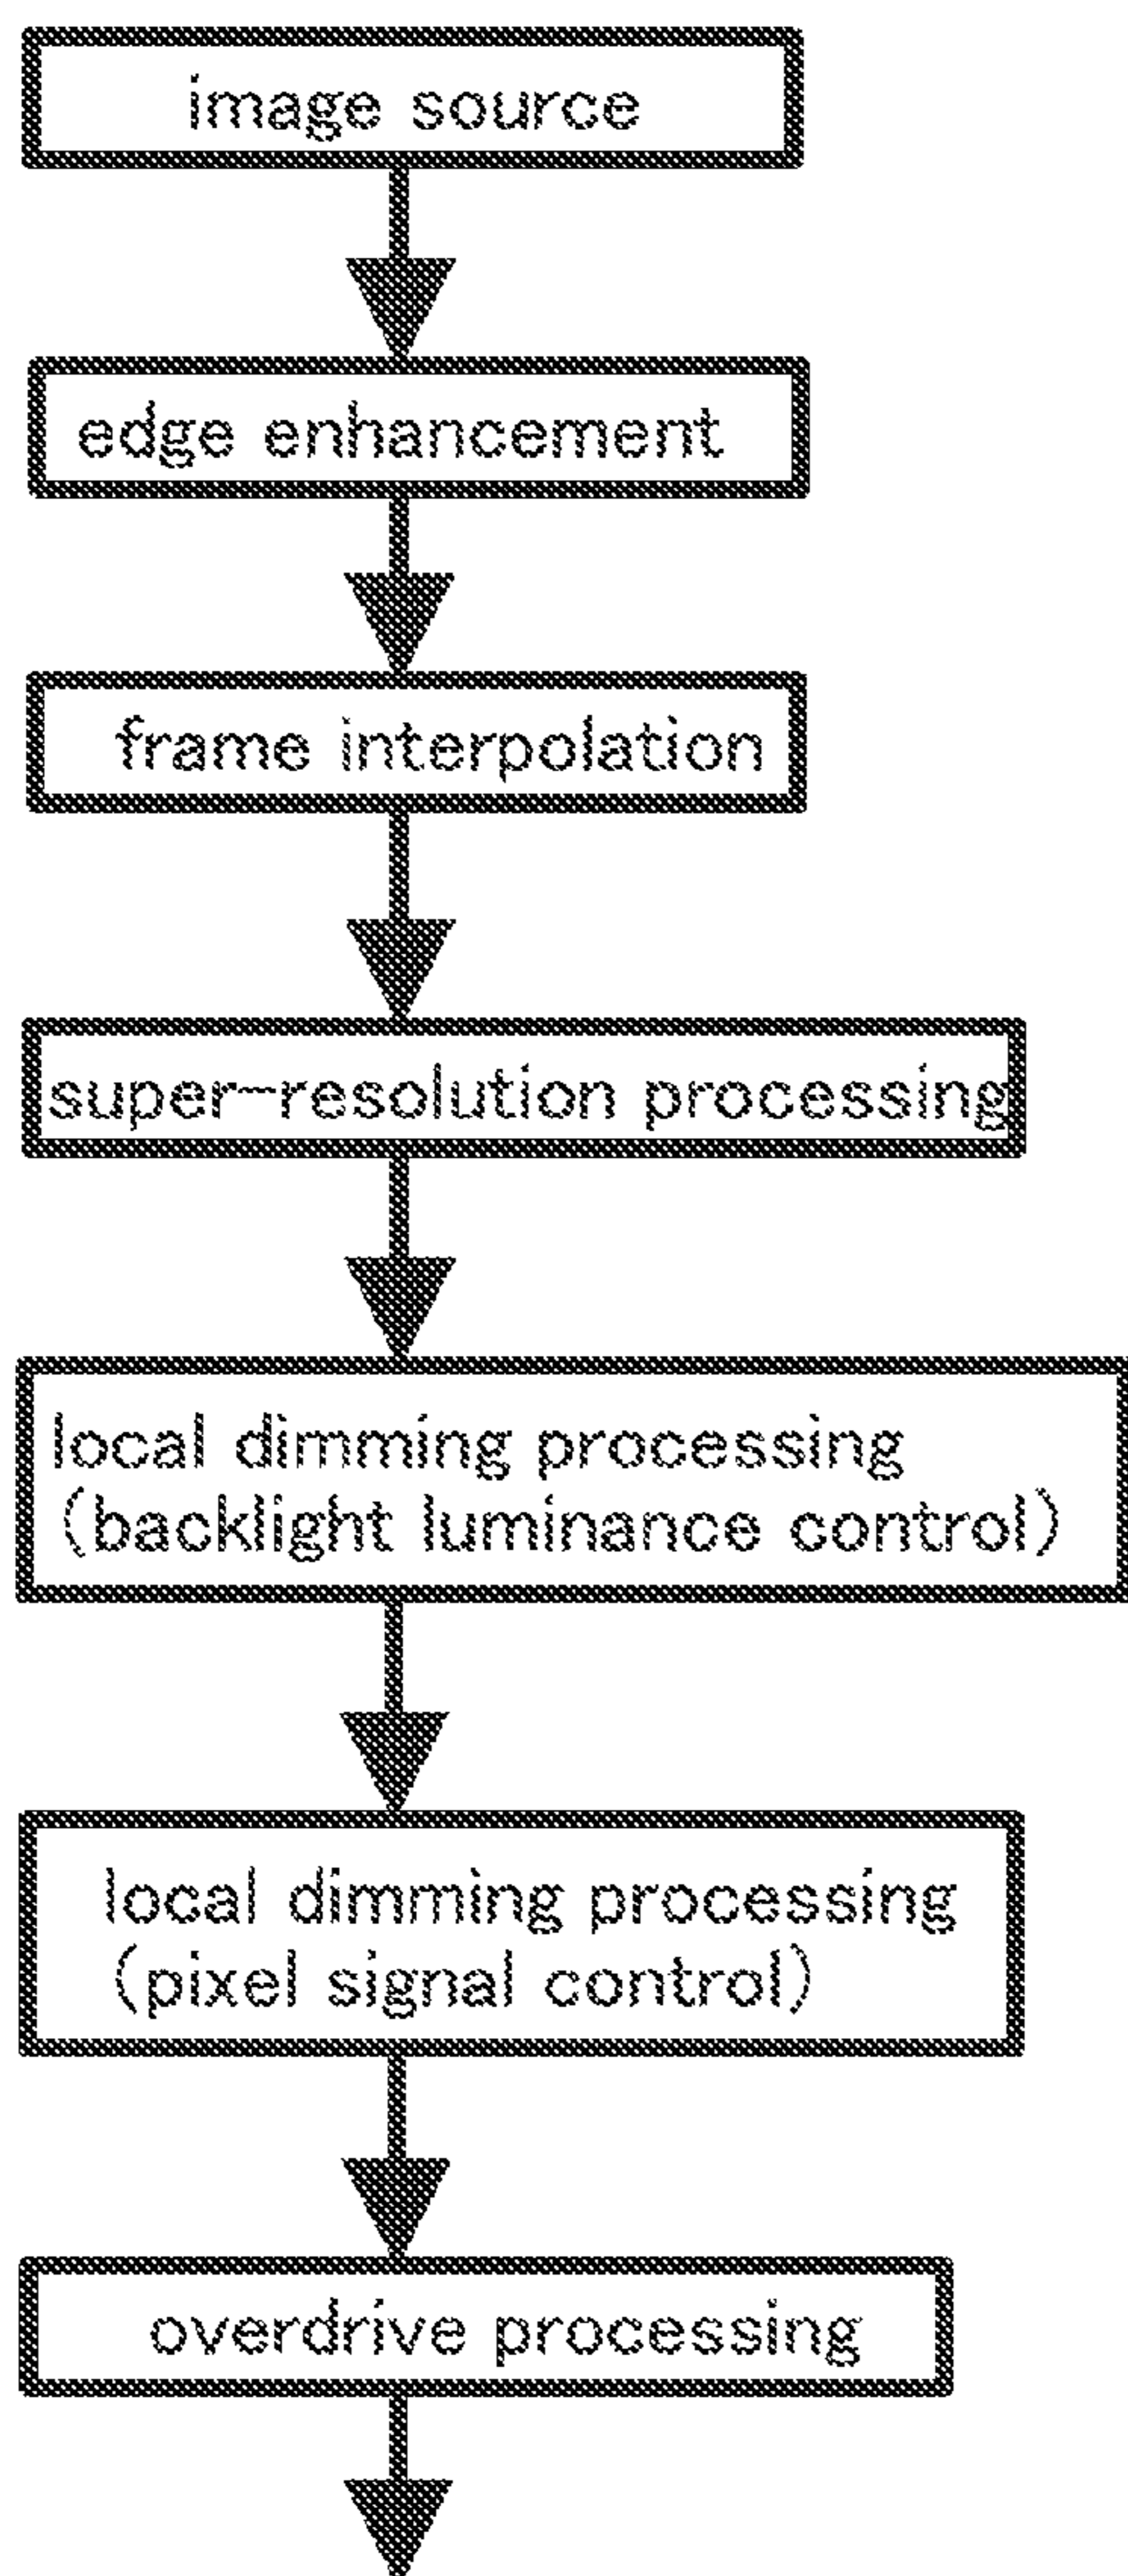 image source
edge enhancement
frame interpolation
super-resolution processing
local dimming processing
(backlight luminance control)
local dimming processing
(pixel signal control)
overdrive processing